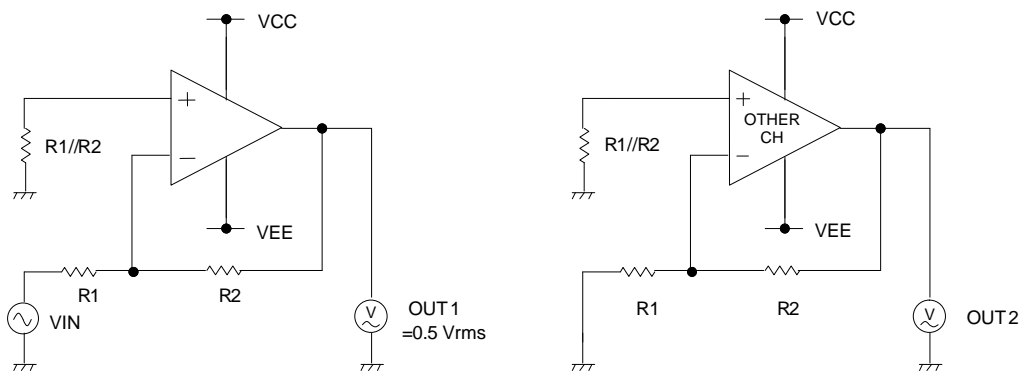 VCC
R1//R2
+
−
VEE
R1
R2
VIN
V
OUT1
=0.5 Vrms
VCC
R1//R2
+
OTHER
CH
−
VEE
R1
R2
V
OUT2